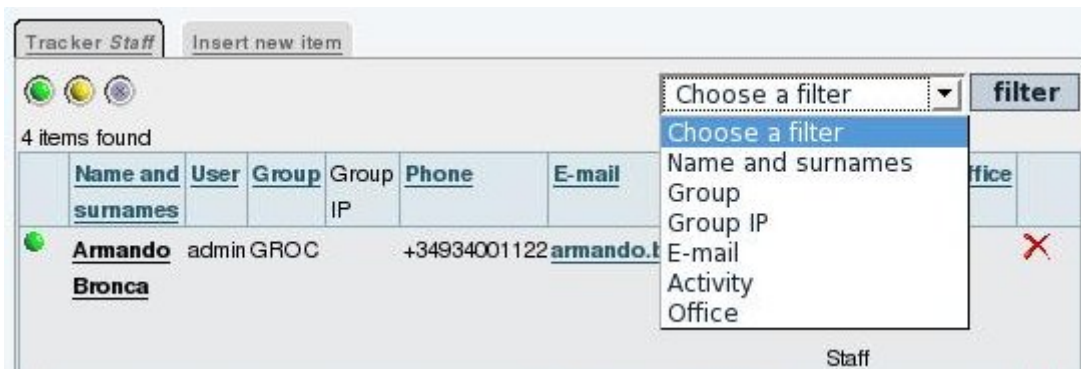 Tracker Staff
Insert new item
Choose a filter
filter
4 items found
Choose a filter
Name and surnames
Group
Group IP
E-mail
Activity
Office
Name and surnames
User
Group
Group IP
Phone
E-mail
Armando Bronca
admin
GROC
+34934001122
Staff